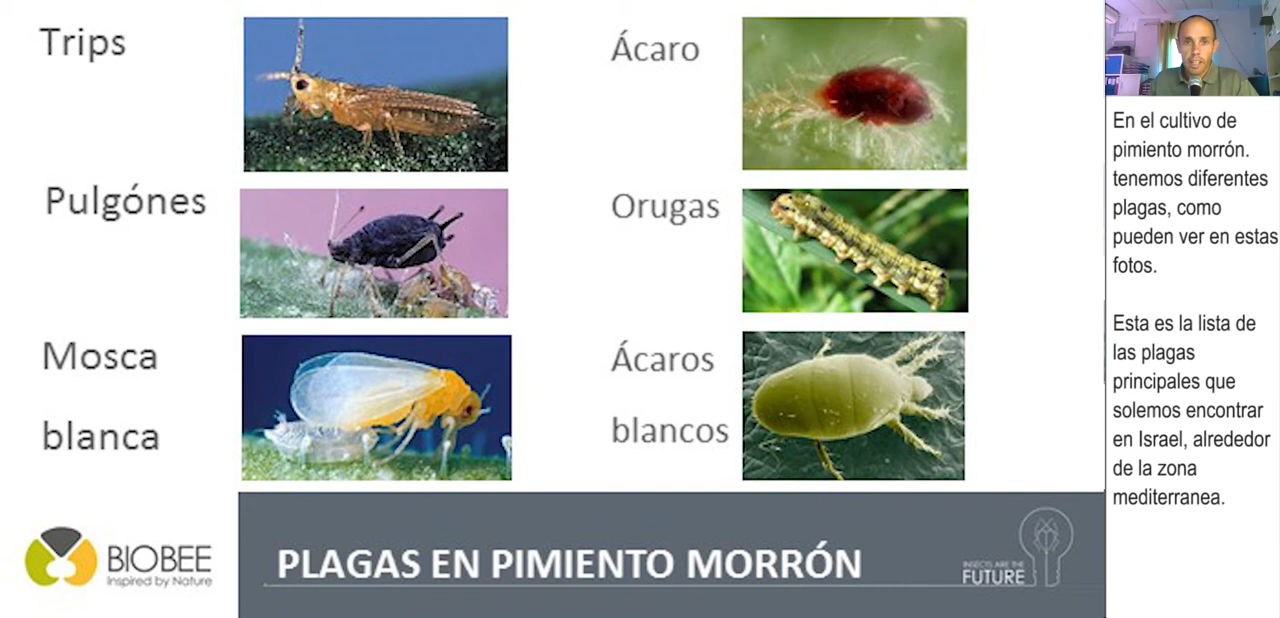 Trips
Pulgónes
Mosca
blanca
Ácaro
Orugas
Ácaros
blancos
BIOBEE
Inspired by Nature
PLAGAS EN PIMIENTO MORRÓN
INSECTS ARE THE
FUTURE
En el cultivo de
pimiento morrón.
tenemos diferentes
plagas, como
pueden ver en estas
fotos.
Esta es la lista de
las plagas
principales que
solemos encontrar
en Israel, alrededor
de la zona
mediterranea.